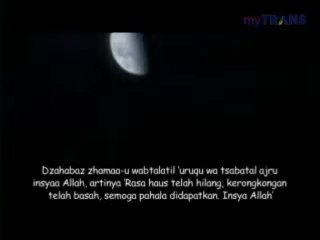 myTRANS
Dzahabaz zhamaa-u wabtalatil 'uruqu wa tsabatal ajru
insyaa Allah, artinya 'Rasa haus telah hilang, kerongkongan
telah basah, semoga pahala didapatkan. Insya Allah'